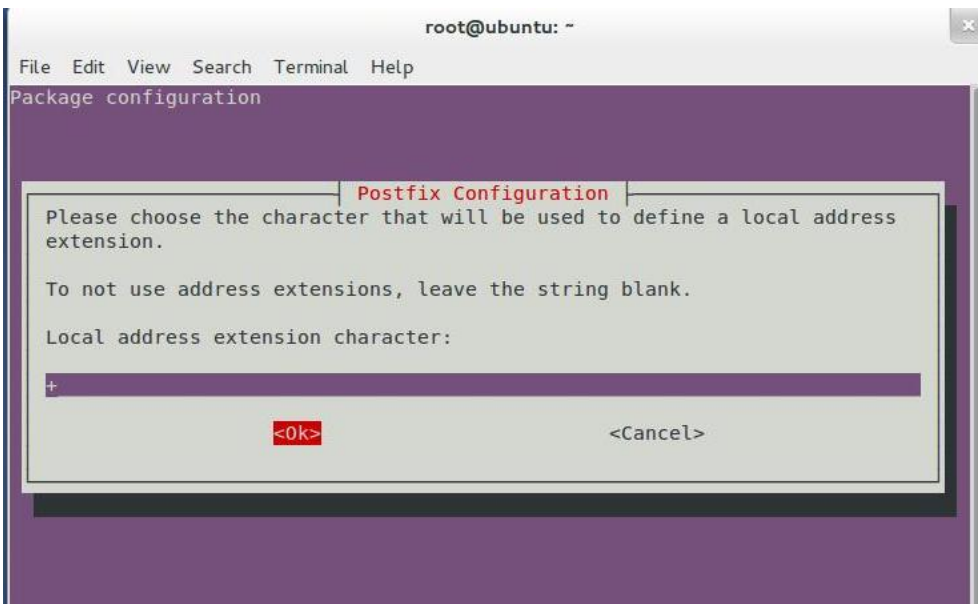 root@ubuntu: ~
File Edit View Search Terminal Help
Package configuration
Postfix Configuration
Please choose the character that will be used to define a local address
extension.
To not use address extensions, leave the string blank.
Local address extension character:
+
<Ok> <Cancel>